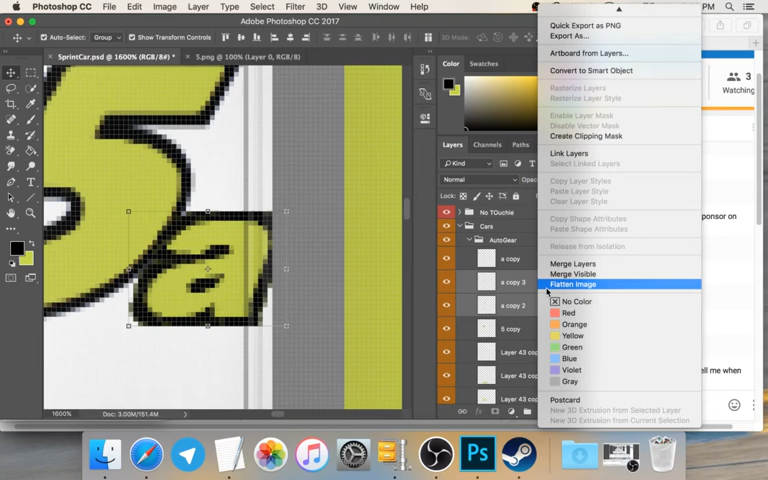 Photoshop CC File Edit Image Layer Type Select Filter
Adobe Photoshop CC 2017
Auto-Select: Group Show Transform Controls 3D Mode:
SprintCar.psd @ 1600% (RGB/8#) * 5.png @ 100% (Layer 0, RGB/8)
5
a
1600% Doc: 3.00M/151.4M
Color Swatches
Layers Channels Paths
Kind
Normal
Lock:
No TOuchie
Cars
AutoGear
a copy
a copy 3
a copy 2
5 copy
Layer 43 cop
Layer 43 cop
Layer 43 cop
Quick Export as PNG
Export As...
Artboard from Layers...
Convert to Smart Object
Rasterize Layers
Rasterize Layer Style
Enable Layer Mask
Disable Vector Mask
Create Clipping Mask
Link Layers
Select Linked Layers
Copy Layer Styles
Paste Layer Style
Clear Layer Style
Copy Shape Attributes
Paste Shape Attributes
Release from Isolation
Merge Layers
Merge Visible
Flatten Image
No Color
Red
Orange
Yellow
Green
Blue
Violet
Gray
Postcard
New 3D Extrusion from Selected Layer
New 3D Extrusion from Current Selection
3
Watching
ponsor on
ell me when
Ps